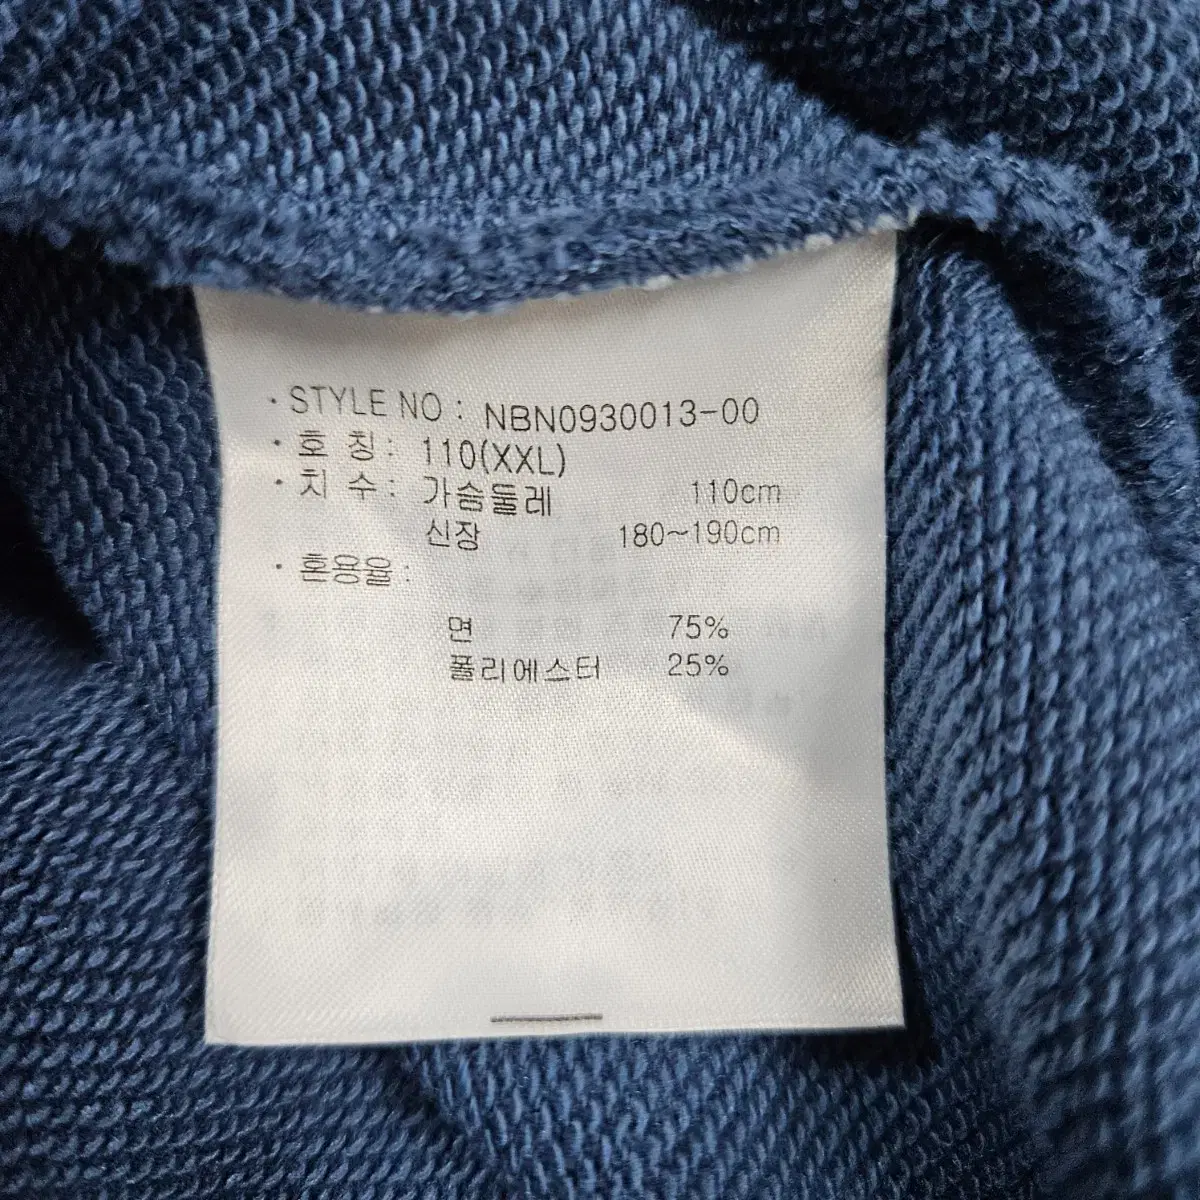 · STYLE NO : NBN0930013-00
· 호 칭 : 110(XXL)
· 치 수 : 가슴둘레 110cm
신장 180~190cm
· 혼용율 :
면 75%
폴리에스터 25%